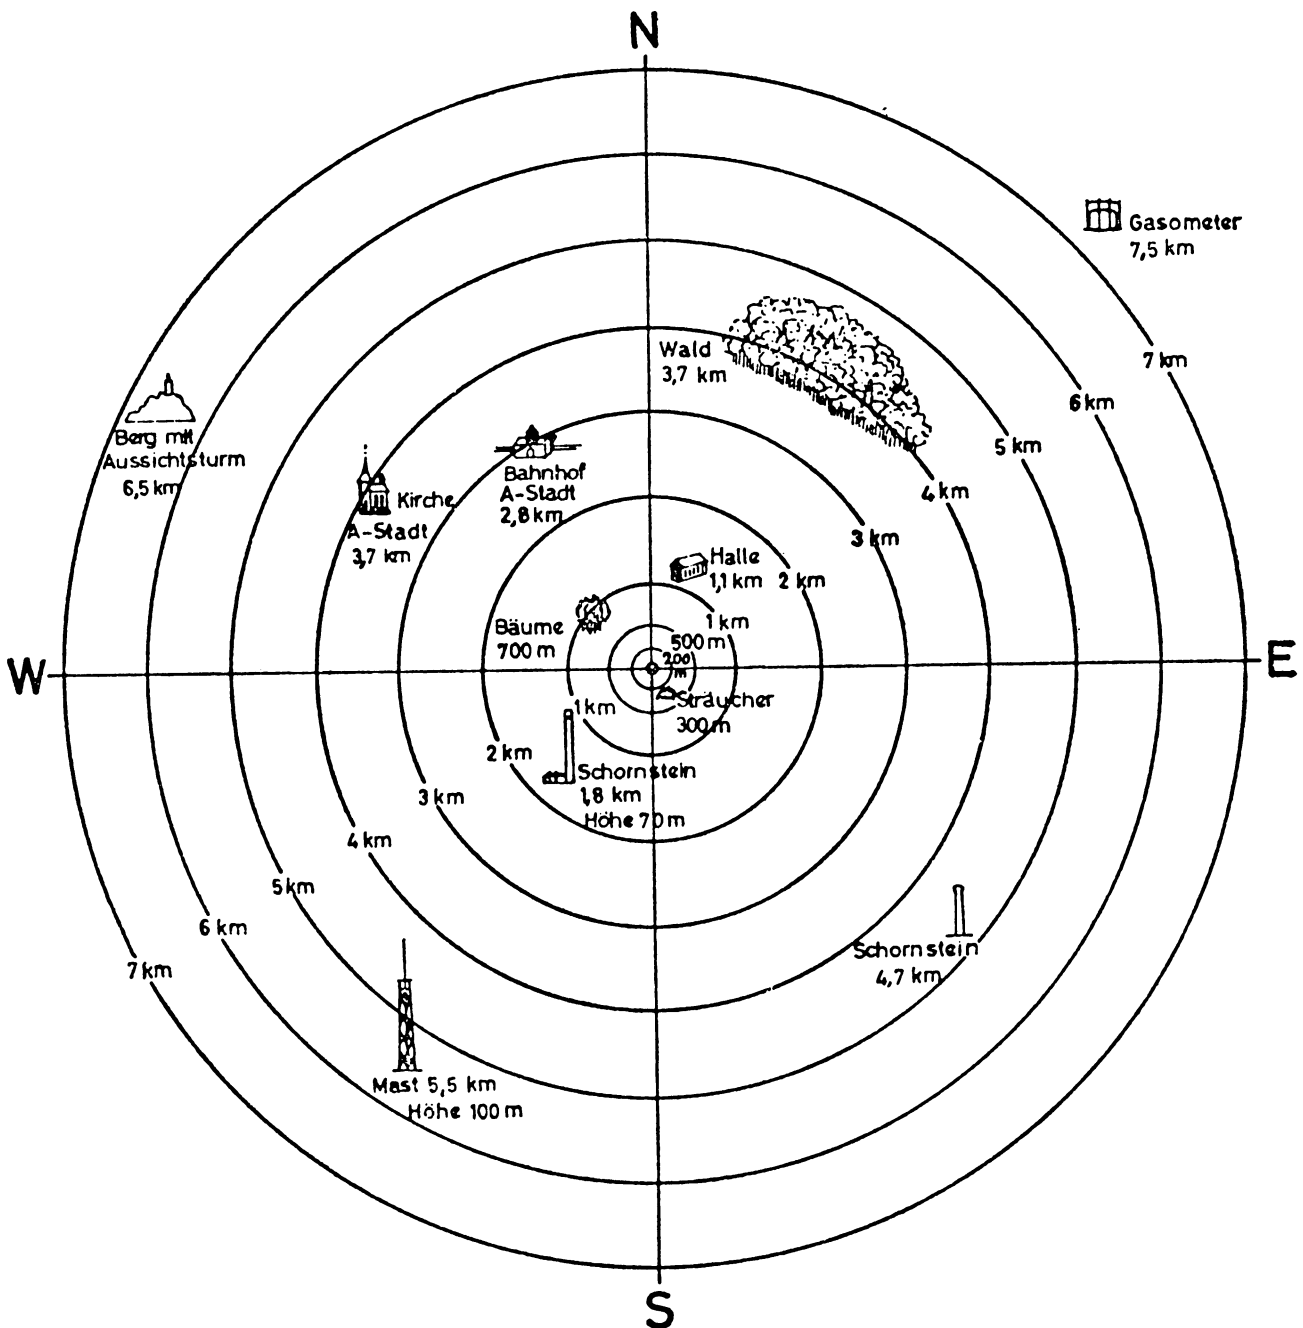 N
Gasometer
7,5 km
Wald
3,7 km
7 km
6 km
5 km
4 km
3 km
2 km
Berg mit
Aussichtsturm
6,5 km
Kirche
A-Stadt
3,7 km
Bahnhof
A-Stadt
2,8 km
Halle
1,1 km
1 km
500 m
200
m
Bäume
700 m
W
E
Sträucher
300 m
1 km
2 km
3 km
4 km
5 km
6 km
7 km
Schornstein
1,8 km
Höhe 70 m
Schornstein
4,7 km
Mast 5,5 km
Höhe 100 m
S